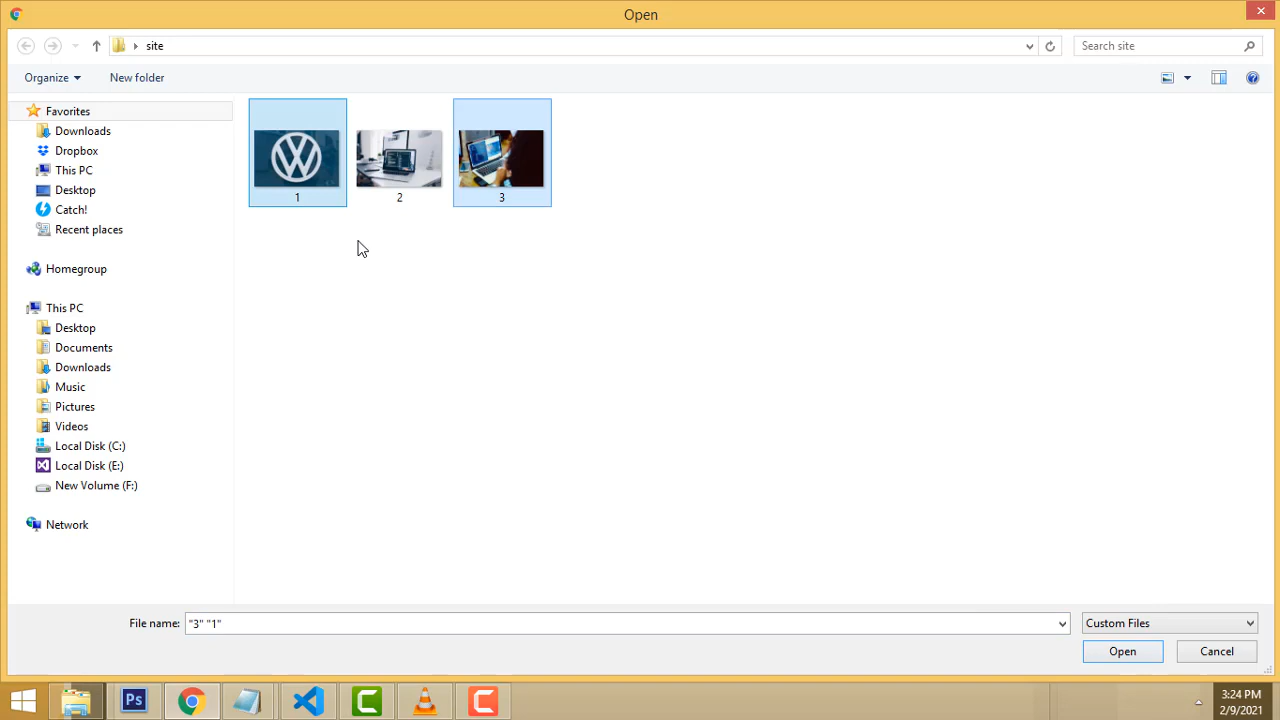 Open
site
Search site
Organize
New folder
Favorites
Downloads
Dropbox
This PC
Desktop
Catch!
Recent places
Homegroup
This PC
Desktop
Documents
Downloads
Music
Pictures
Videos
Local Disk (C:)
Local Disk (E:)
New Volume (F:)
Network
1
2
3
File name:
"3" "1"
Custom Files
Open
Cancel
Ps
3:24 PM
2/9/2021